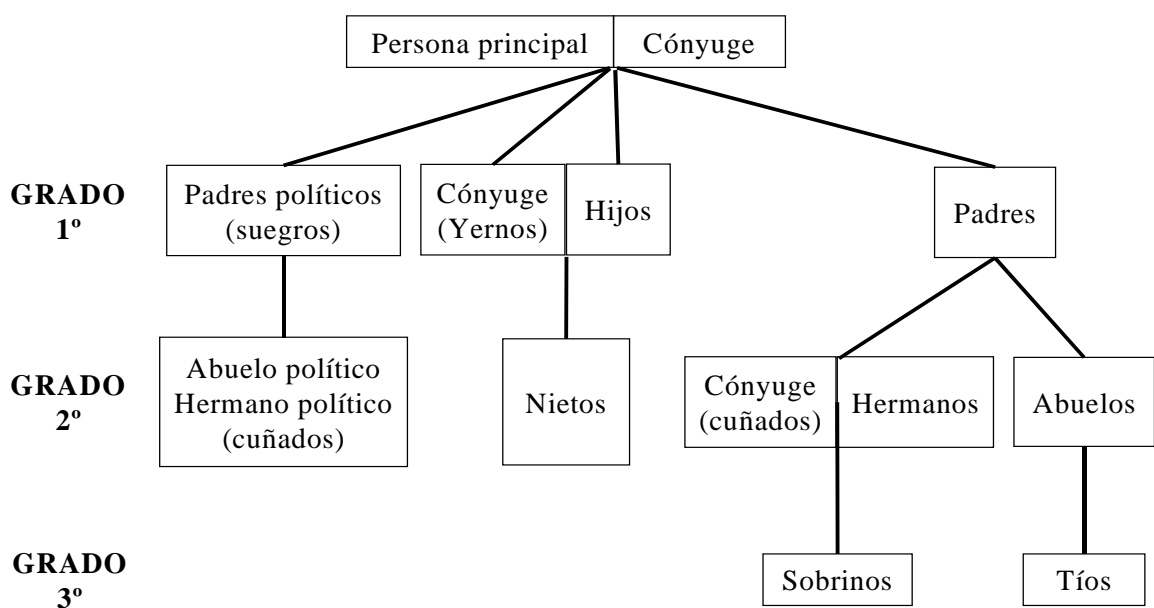 Persona principal
Cónyuge
GRADO
1º
Padres políticos
(suegros)
Cónyuge
(Yernos)
Hijos
Padres
GRADO
2º
Abuelo político
Hermano político
(cuñados)
Nietos
Cónyuge
(cuñados)
Hermanos
Abuelos
GRADO
3º
Sobrinos
Tíos